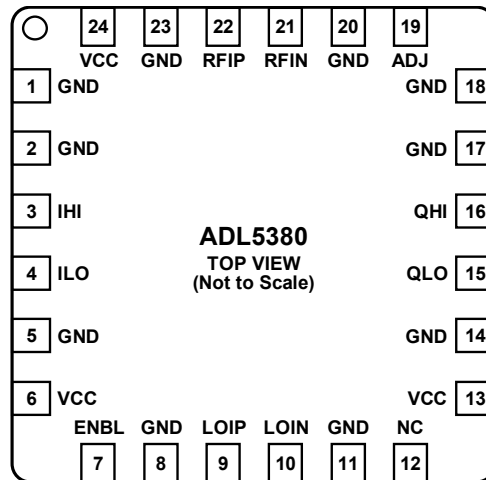 24 23 22 21 20 19
VCC GND RFIP RFIN GND ADJ
1 GND GND 18
2 GND GND 17
3 IHI QHI 16
ADL5380
TOP VIEW
(Not to Scale)
4 ILO QLO 15
5 GND GND 14
6 VCC VCC 13
ENBL GND LOIP LOIN GND NC
7 8 9 10 11 12